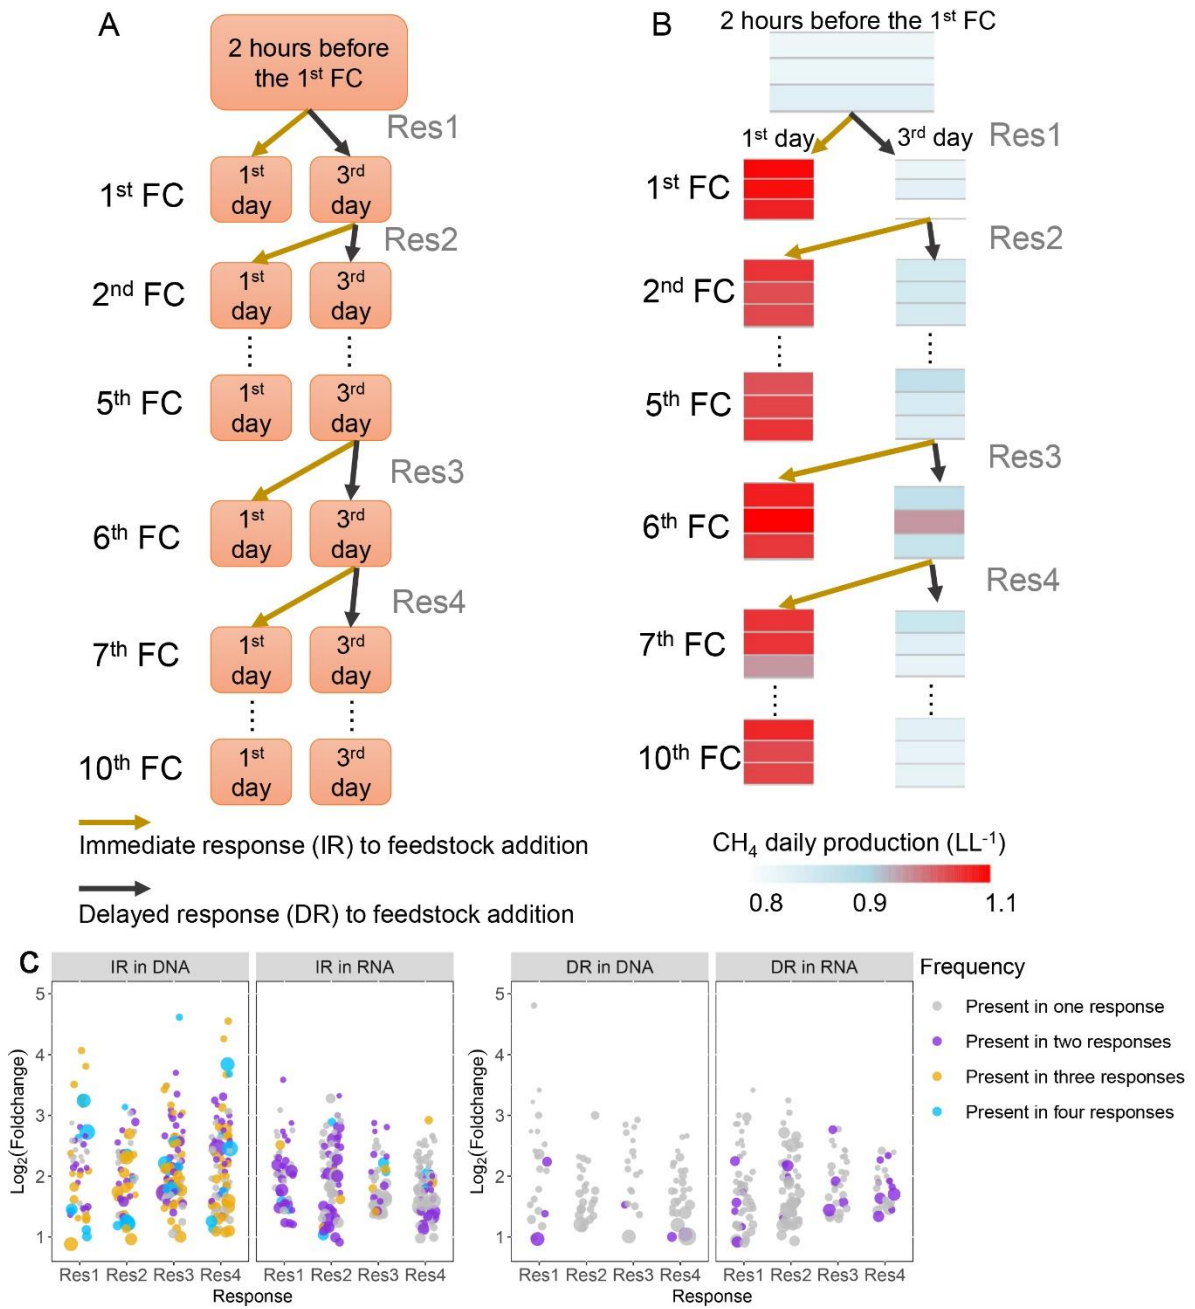 A
2 hours before
the 1st FC
Res1
1st FC
1st
day
3rd
day
Res2
2nd FC
1st
day
3rd
day
5th FC
1st
day
3rd
day
Res3
6th FC
1st
day
3rd
day
Res4
7th FC
1st
day
3rd
day
10th FC
1st
day
3rd
day
Immediate response (IR) to feedstock addition
Delayed response (DR) to feedstock addition
B
2 hours before the 1st FC
1st day
3rd day
Res1
1st FC
Res2
2nd FC
5th FC
Res3
6th FC
Res4
7th FC
10th FC
CH4 daily production (LL-1)
0.8 0.9 1.1
C
IR in DNA
IR in RNA
Log2(Foldchange)
5
4
3
2
1
Res1 Res2 Res3 Res4
Res1 Res2 Res3 Res4
Response
DR in DNA
DR in RNA
Log2(Foldchange)
5
4
3
2
1
Res1 Res2 Res3 Res4
Res1 Res2 Res3 Res4
Response
Frequency
Present in one response
Present in two responses
Present in three responses
Present in four responses